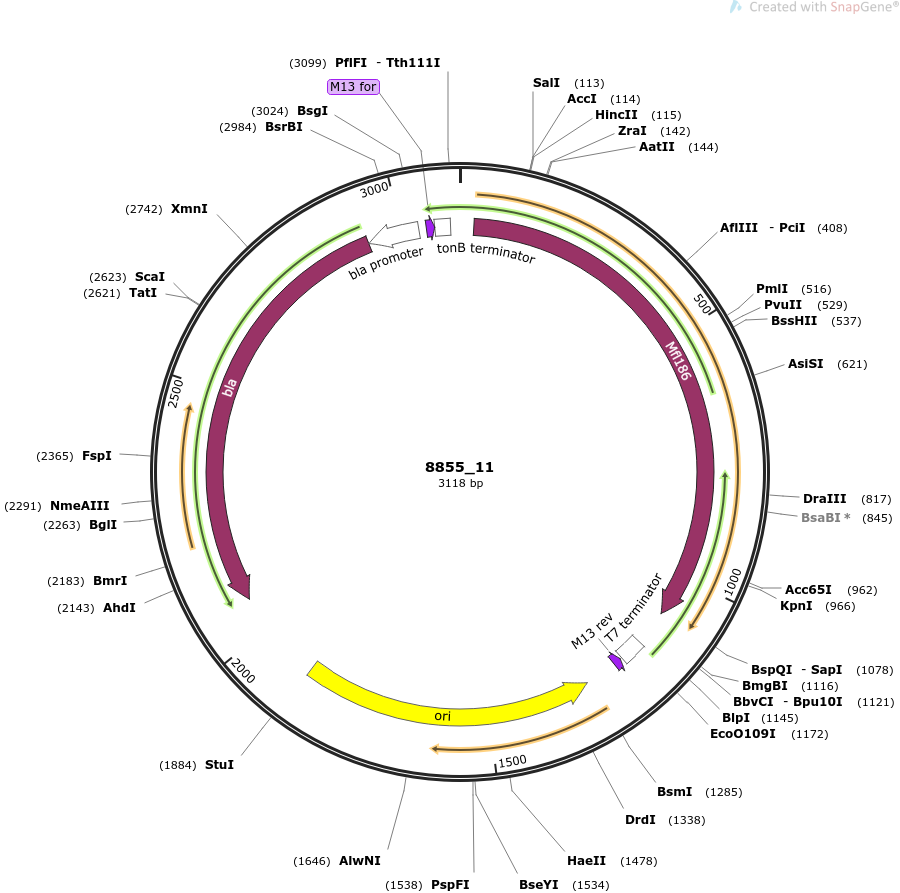 Created with SnapGene®
(3099) PflFI - Tth111I
M13 for
(3024) BsgI
(2984) BsrBI
SalI (113)
AccI (114)
HincII (115)
ZraI (142)
AatII (144)
3000
(2742) XmnI
bla promoter
tonB terminator
AflIII - PciI (408)
(2623) ScaI
(2621) TatI
500
PmlI (516)
PvuII (529)
BssHII (537)
Mfl186
AsiSI (621)
2500
bla
(2365) FspI
8855_11
3118 bp
(2291) NmeAIII
(2263) BglI
DraIII (817)
BsaBI * (845)
(2183) BmrI
(2143) AhdI
1000
Acc65I (962)
KpnI (966)
M13 rev
T7 terminator
2000
BspQI - SapI (1078)
BmgBI (1116)
BbvCI - Bpu10I (1121)
BlpI (1145)
EcoO109I (1172)
ori
(1884) StuI
1500
BsmI (1285)
DrdI (1338)
(1646) AlwNI
HaeII (1478)
(1538) PspFI
BseYI (1534)